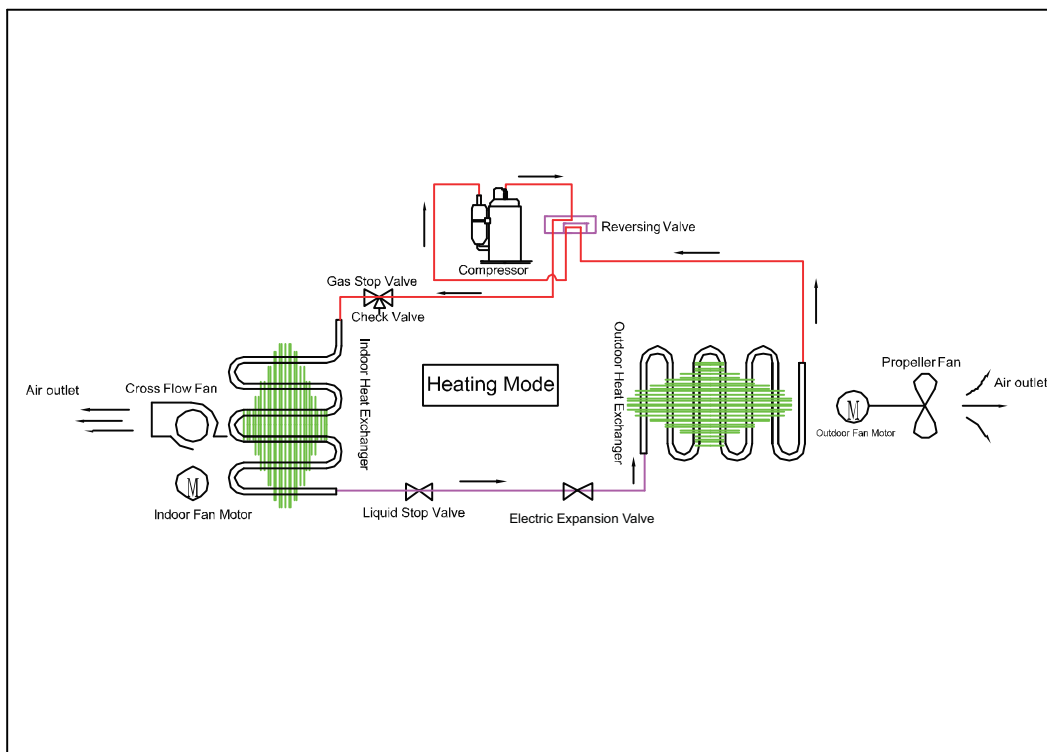 Reversing Valve
Compressor
Gas Stop Valve
Check Valve
Indoor Heat Exchanger
Outdoor Heat Exchanger
Heating Mode
Air outlet
Cross Flow Fan
Propeller Fan
Air outlet
M
Outdoor Fan Motor
M
Indoor Fan Motor
Liquid Stop Valve
Electric Expansion Valve